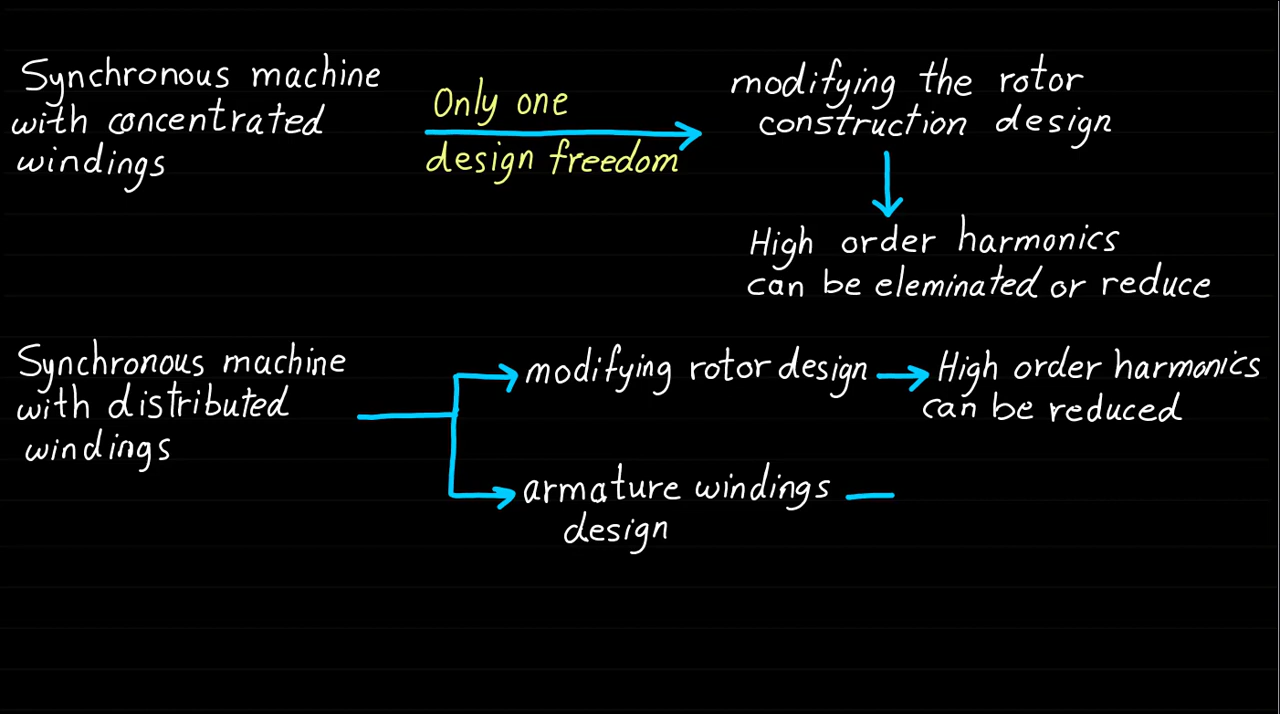 Synchronous machine
with concentrated
windings
Only one
design freedom
modifying the rotor
construction design
High order harmonics
can be eleminated or reduce
Synchronous machine
with distributed
windings
modifying rotor design
High order harmonics
can be reduced
armature windings
design